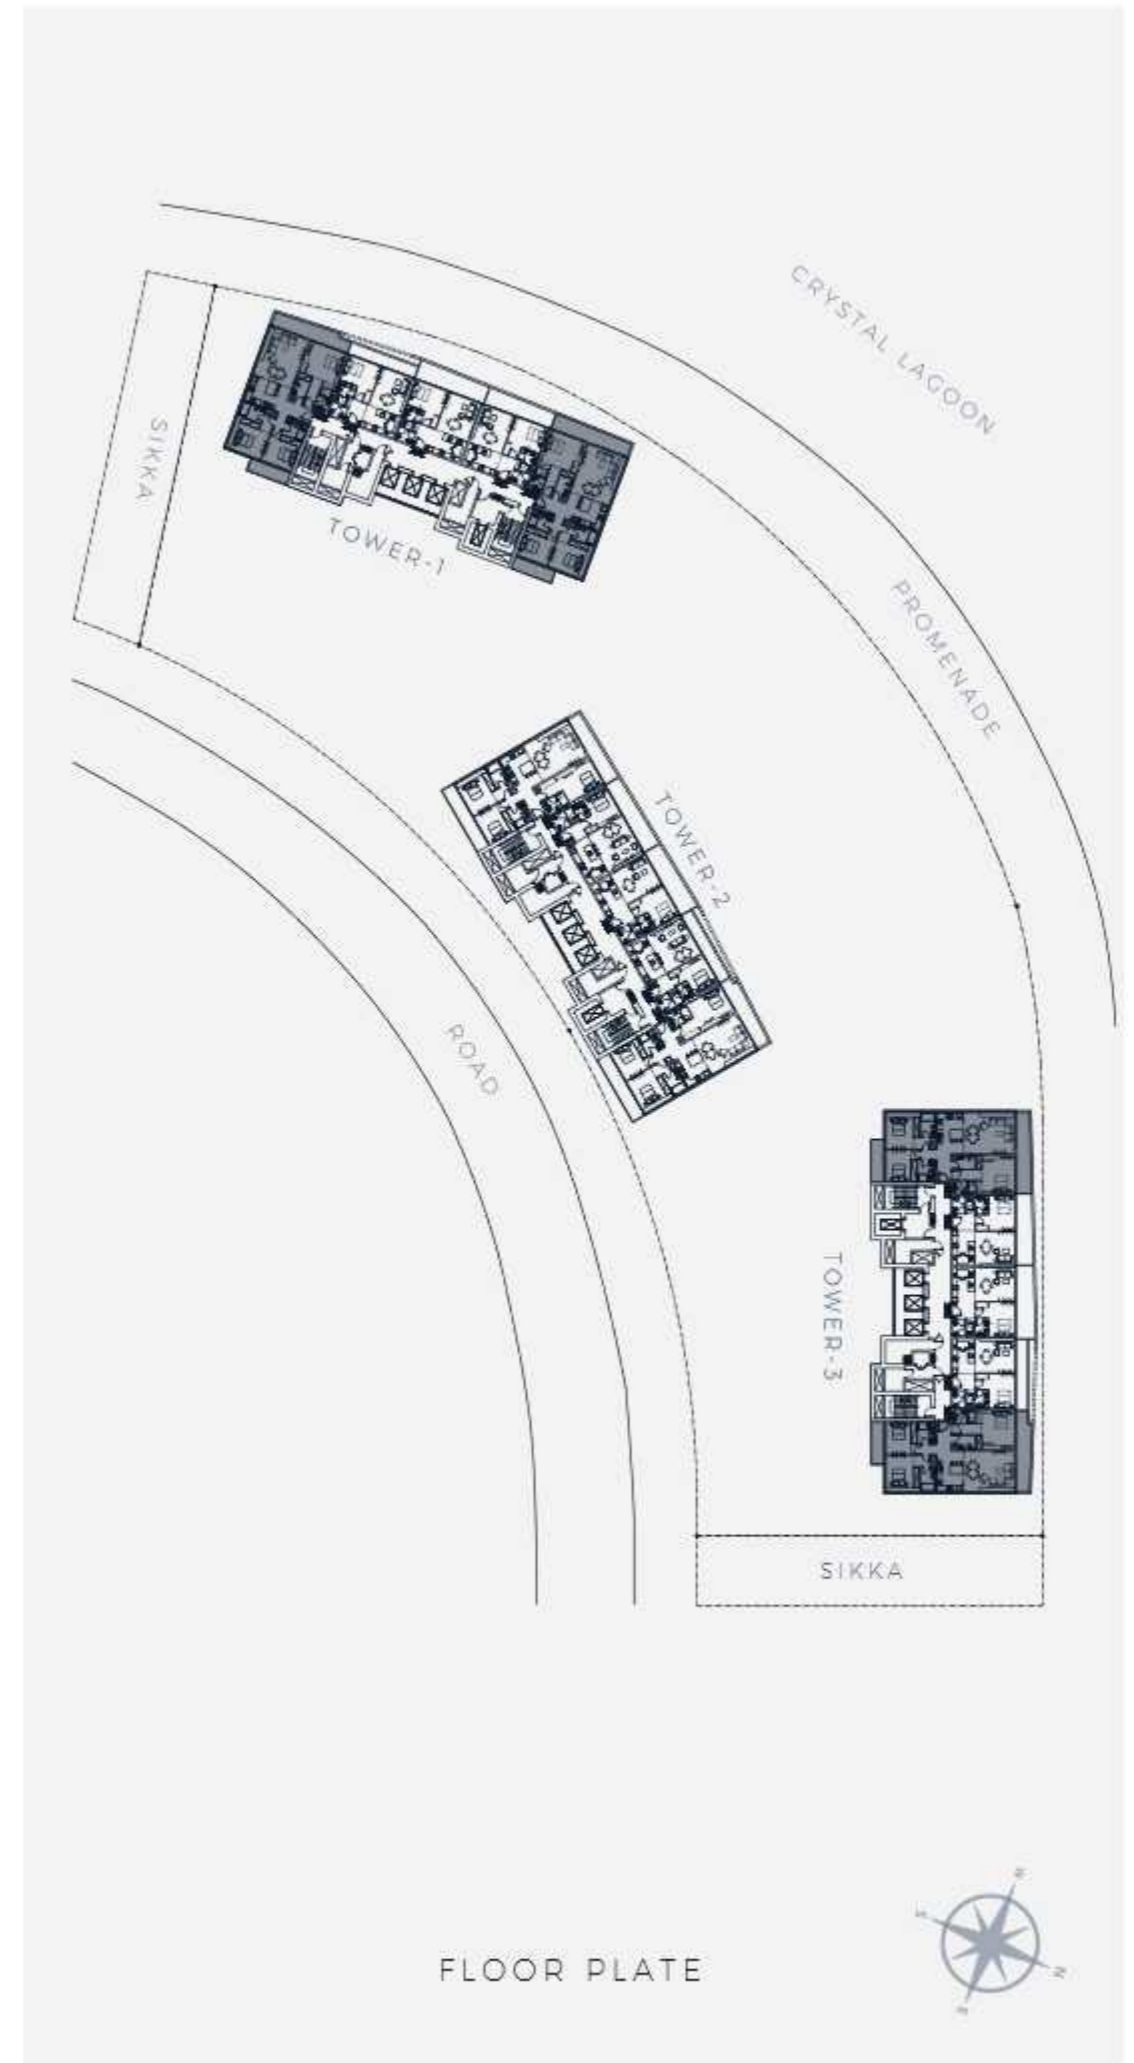 CRYSTAL LAGOON
SIKKA
TOWER-1
PROMENADE
TOWER-2
ROAD
TOWER-3
SIKKA
FLOOR PLATE